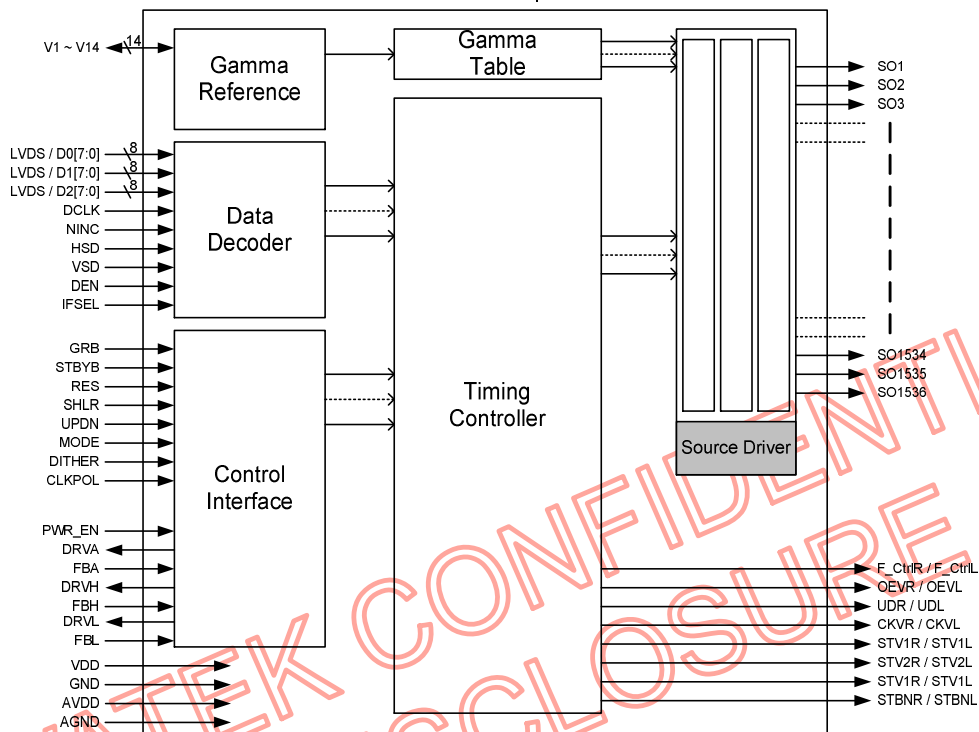 V1 ~ V14
14
Gamma
Reference
Gamma
Table
SO1
SO2
SO3
LVDS / D0[7:0]
8
LVDS / D1[7:0]
8
LVDS / D2[7:0]
8
DCLK
NINC
HSD
VSD
DEN
IFSEL
Data
Decoder
GRB
STBYB
RES
SHLR
UPDN
MODE
DITHER
CLKPOL
Control
Interface
Timing
Controller
SO1534
SO1535
SO1536
Source Driver
PWR_EN
DRVA
FBA
DRVH
FBH
DRVL
FBL
VDD
GND
AVDD
AGND
F_CtrlR / F_CtrlL
OEVR / OEVL
UDR / UDL
CKVR / CKVL
STV1R / STV1L
STV2R / STV2L
STV1R / STV1L
STBNR / STBNL
TEK CONFIDENTI
CLOSURE